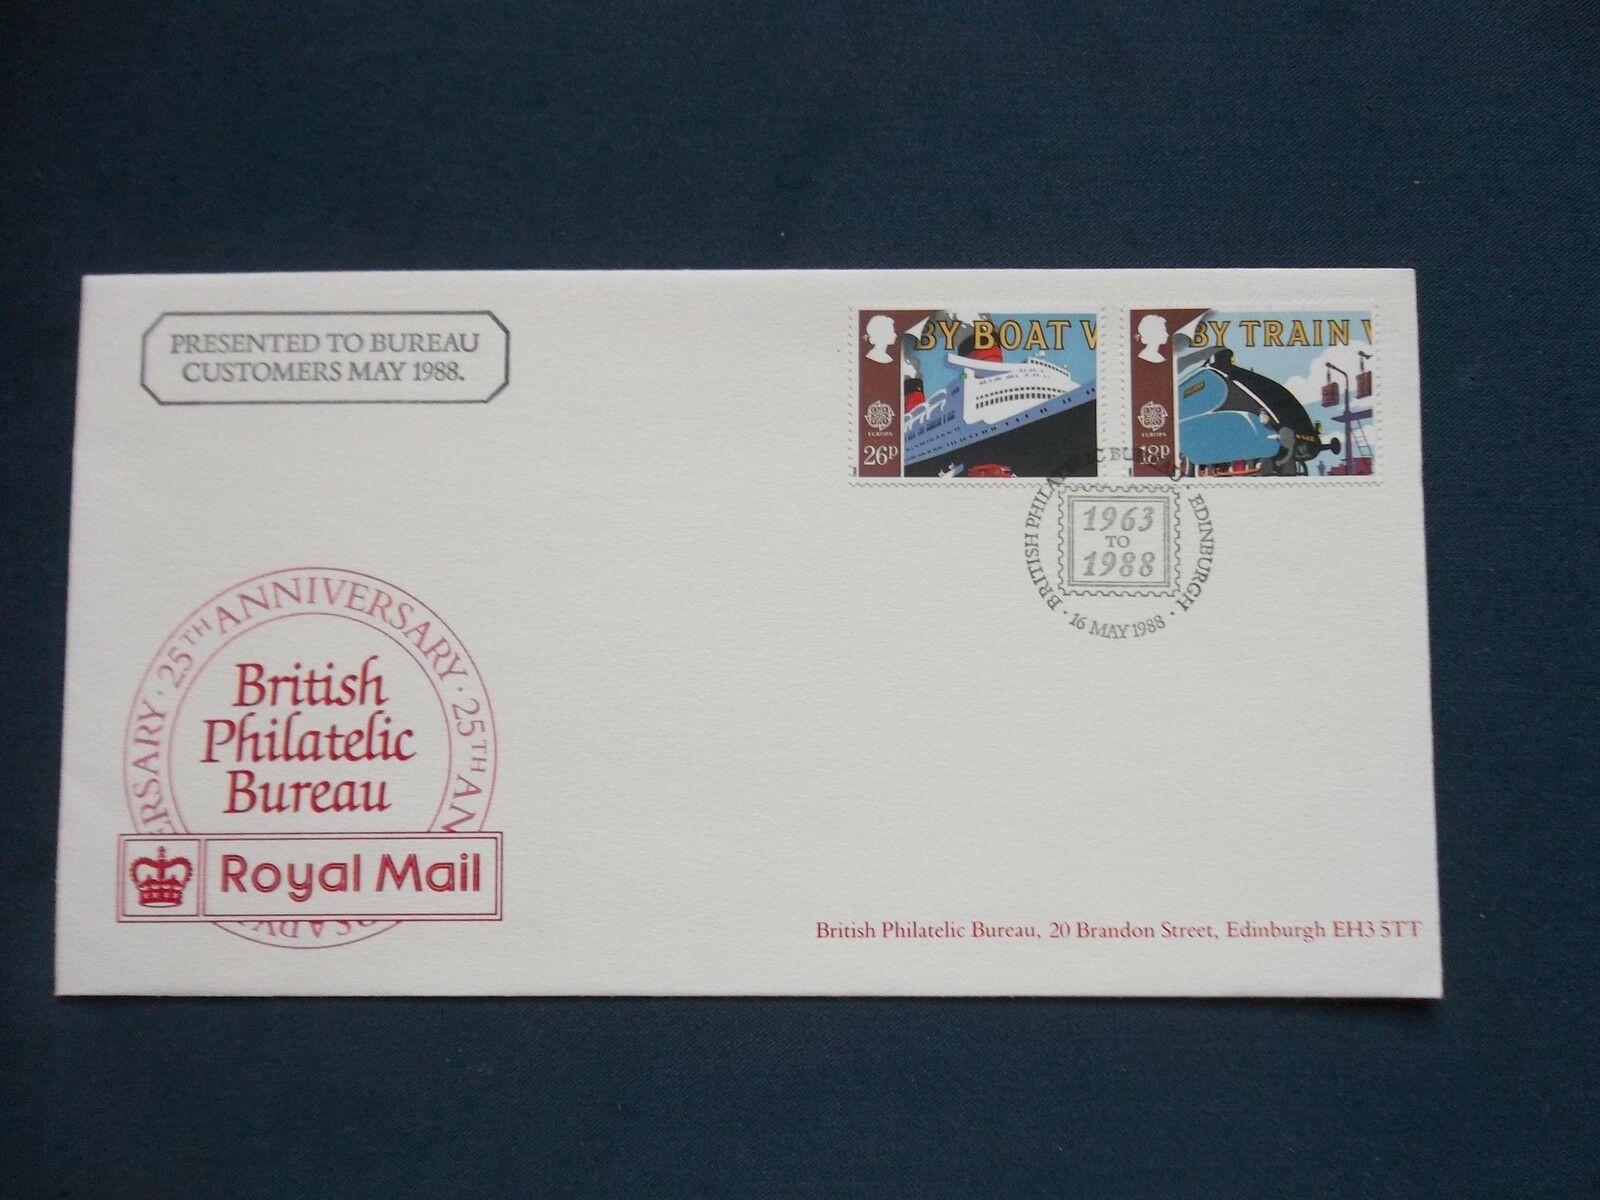 PRESENTED TO BUREAU
CUSTOMERS MAY 1988.
BY BOAT
EUROPA
26P
BY TRAIN
EUROPA
18P
BRITISH PHILATELIC BUREAU · EDINBURGH ·
1963
TO
1988
16 MAY 1988
25TH ANNIVERSARY · 25TH
British
Philatelic
Bureau
Royal Mail
British Philatelic Bureau, 20 Brandon Street, Edinburgh EH3 5TT